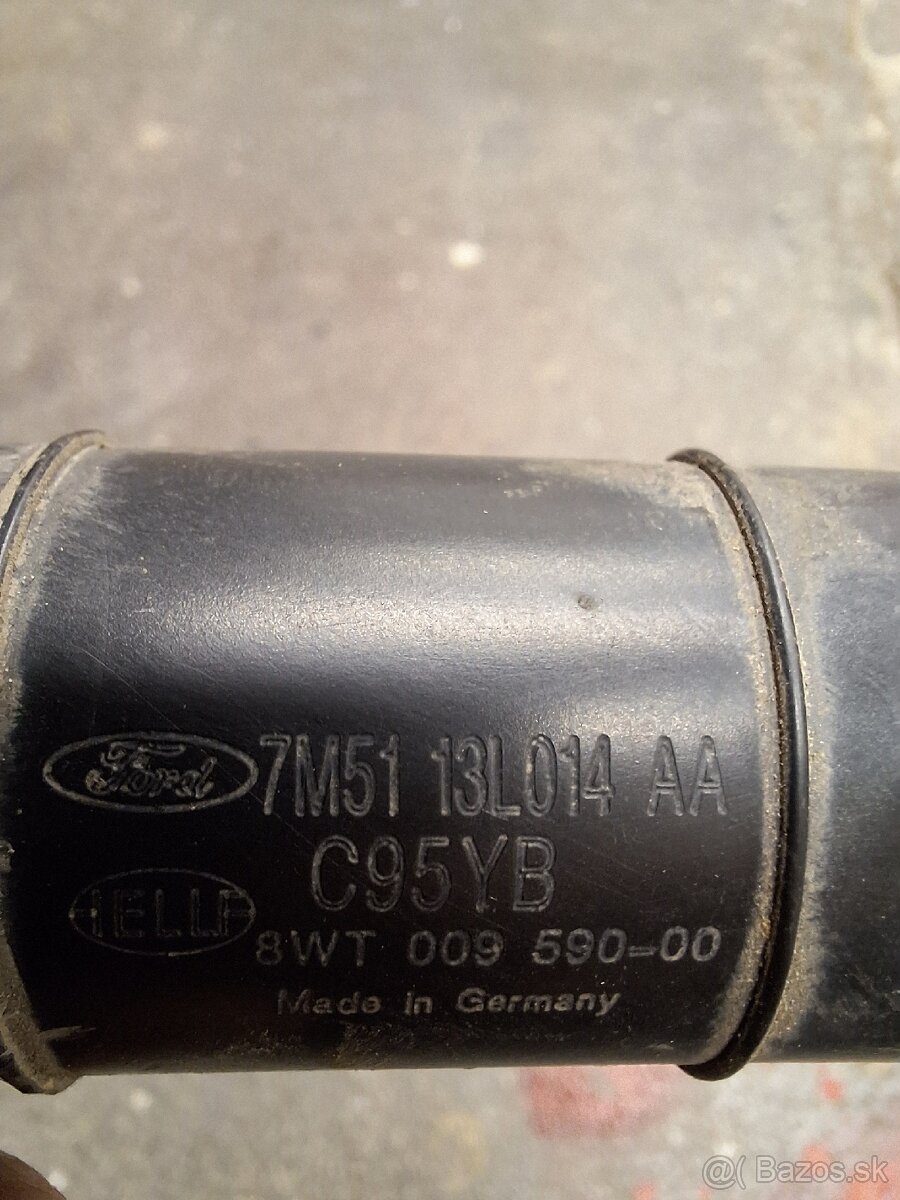 Ford 7M51 13L014 AA
C95YB
HELLA
8WT 009 590-00
Made in Germany
@( Bazos.sk